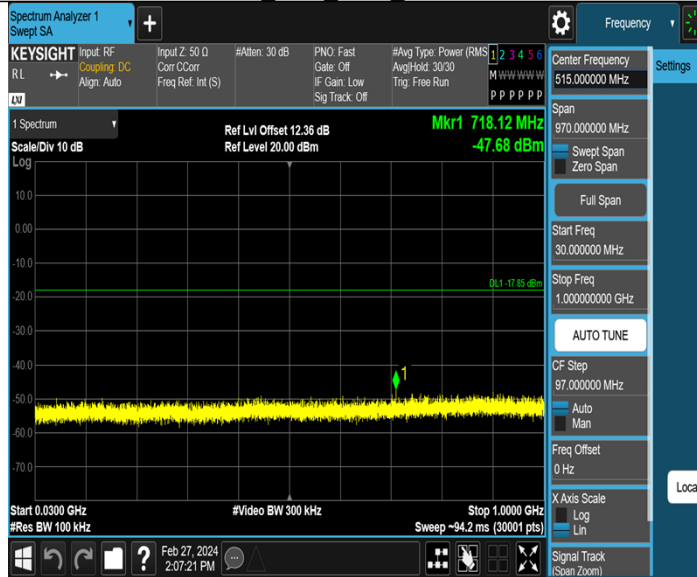 Spectrum Analyzer 1
Swept SA
Frequency
KEYSIGHT
RL
LXI
Input: RF
Coupling: DC
Align: Auto
Input Z: 50 Ω
Corr CCorr
Freq Ref: Int (S)
#Atten: 30 dB
PNO: Fast
Gate: Off
IF Gain: Low
Sig Track: Off
#Avg Type: Power (RMS
Avg|Hold: 30/30
Trig: Free Run
1 2 3 4 5 6
M W W W W W
P P P P P P
Settings
Center Frequency
515.000000 MHz
Span
970.000000 MHz
Swept Span
Zero Span
Full Span
Start Freq
30.000000 MHz
Stop Freq
1.000000000 GHz
AUTO TUNE
CF Step
97.000000 MHz
Auto
Man
Freq Offset
0 Hz
X Axis Scale
Log
Lin
Signal Track
(Span Zoom)
Loca
1 Spectrum
Scale/Div 10 dB
Ref Lvl Offset 12.36 dB
Ref Level 20.00 dBm
Mkr1 718.12 MHz
-47.68 dBm
Log
10.0
0.00
-10.0
-20.0
-30.0
-40.0
-50.0
-60.0
-70.0
DL1 -17.85 dBm
1
Start 0.0300 GHz
#Res BW 100 kHz
#Video BW 300 kHz
Stop 1.0000 GHz
Sweep ~94.2 ms (30001 pts)
Feb 27, 2024
2:07:21 PM